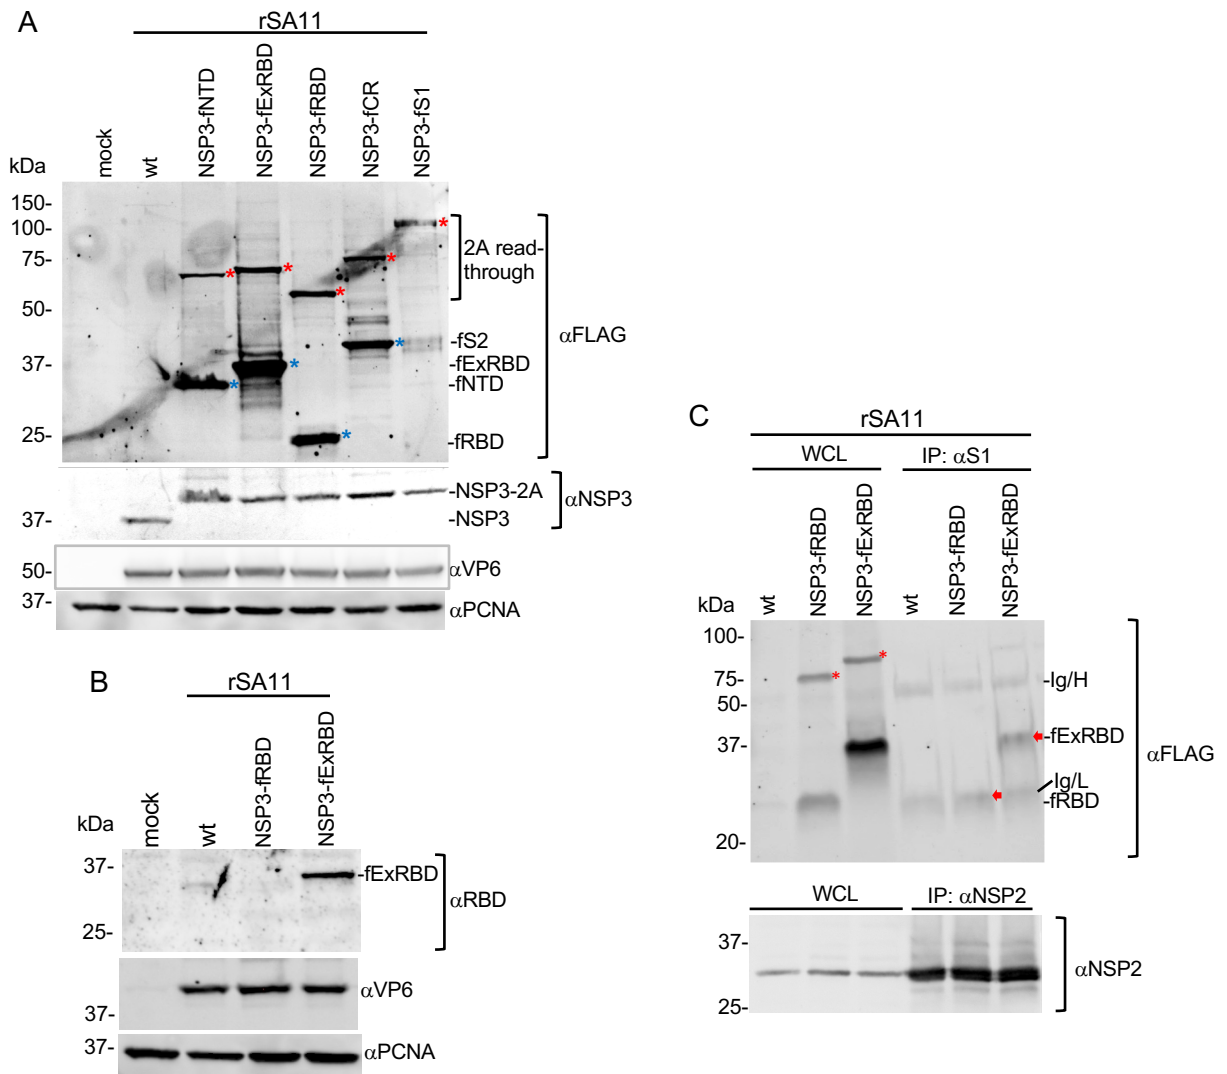 A
rSA11
mock
wt
NSP3-fNTD
NSP3-fExRBD
NSP3-fRBD
NSP3-fCR
NSP3-fS1
kDa
150-
100-
75-
50-
37-
25-
2A read-
through
-fS2
-fExRBD
-fNTD
-fRBD
αFLAG
-NSP3-2A
37-
-NSP3
αNSP3
50-
αVP6
37-
αPCNA
B
rSA11
mock
wt
NSP3-fRBD
NSP3-fExRBD
kDa
37-
25-
-fExRBD
αRBD
αVP6
37-
37-
αPCNA
C
rSA11
WCL
IP: αS1
wt
NSP3-fRBD
NSP3-fExRBD
wt
NSP3-fRBD
NSP3-fExRBD
kDa
100-
75-
50-
37-
20-
-Ig/H
-fExRBD
Ig/L
-fRBD
αFLAG
WCL
IP: αNSP2
37-
25-
αNSP2